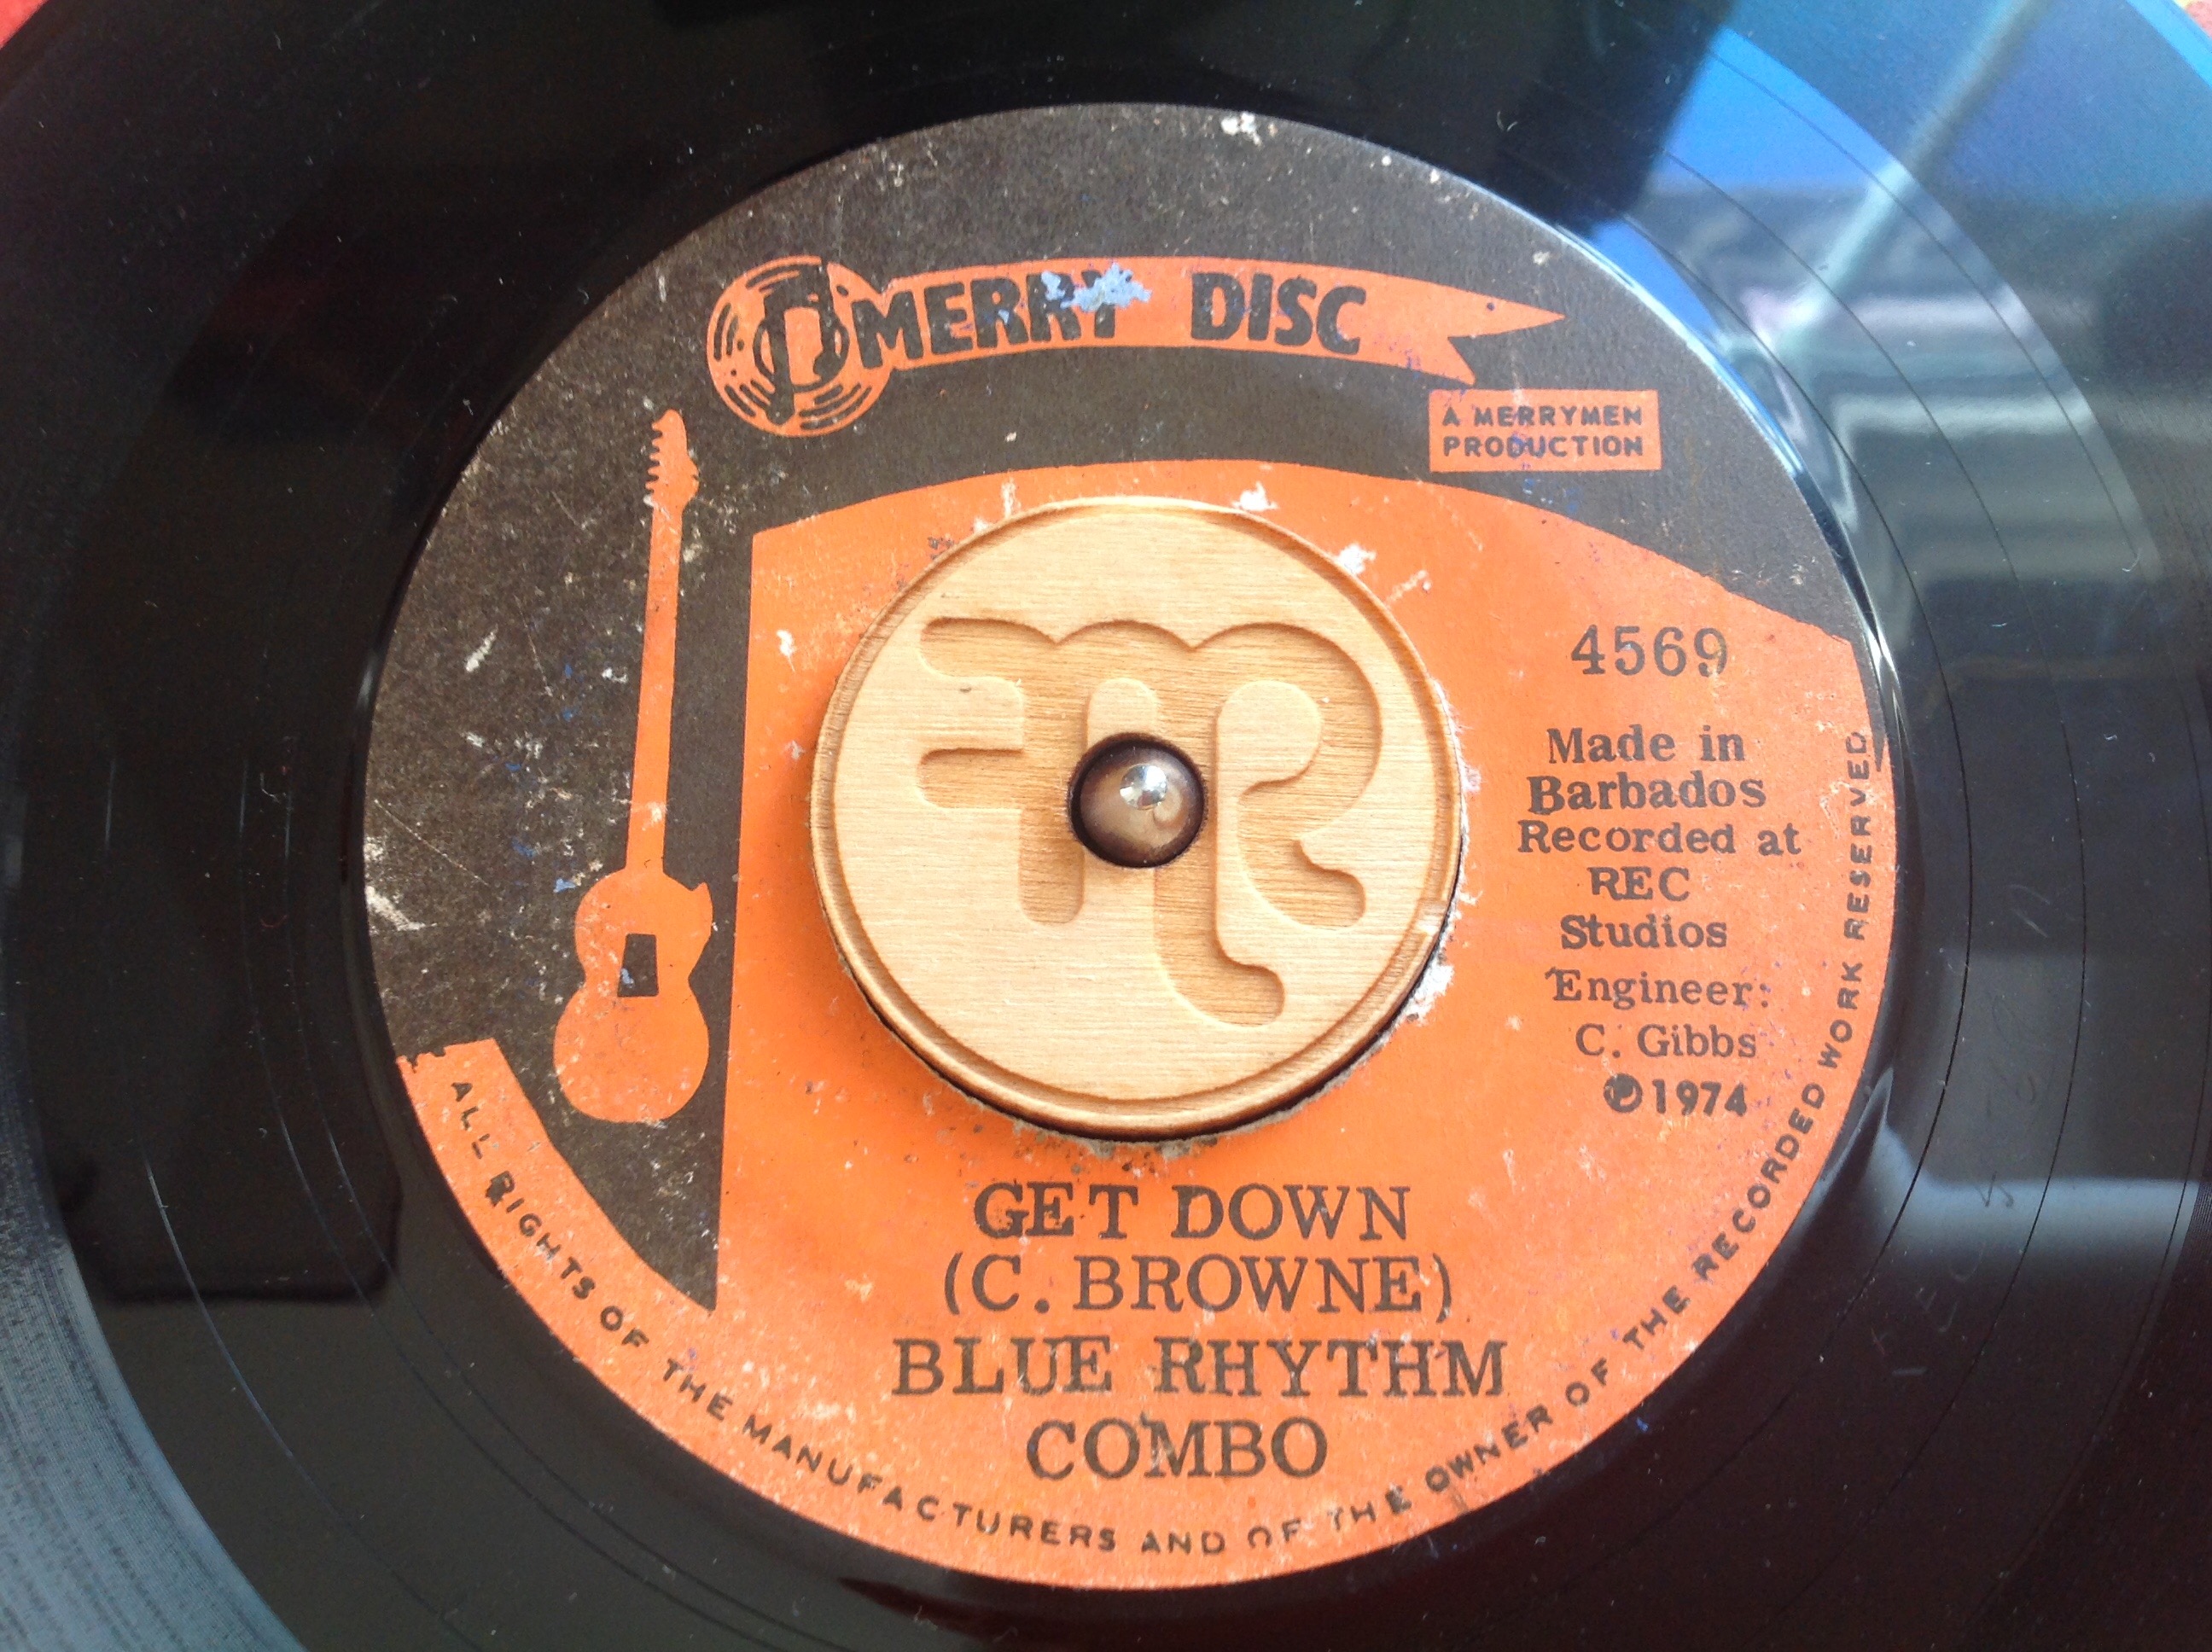 MERRY DISC
A MERRYMEN
PRODUCTION
4569
Made in
Barbados
Recorded at
REC
Studios
Engineer:
C. Gibbs
℗1974
GET DOWN
(C. BROWNE)
BLUE RHYTHM
COMBO
ALL RIGHTS OF THE MANUFACTURERS AND OF THE OWNER OF THE RECORDED WORK RESERVED